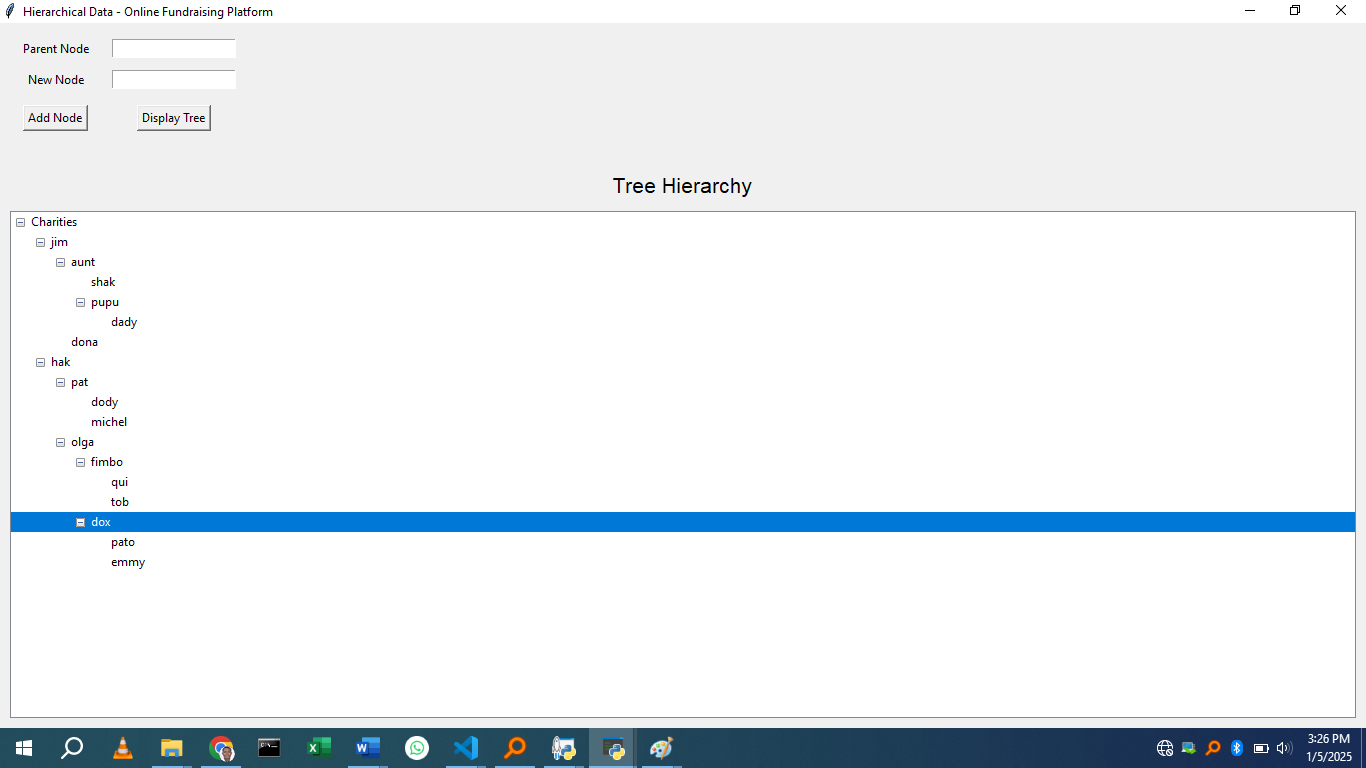 Hierarchical Data - Online Fundraising Platform
Parent Node
New Node
Add Node Display Tree
Tree Hierarchy
Charities
jim
aunt
shak
pupu
dady
dona
hak
pat
dody
michel
olga
fimbo
qui
tob
dox
pato
emmy
3:26 PM
1/5/2025